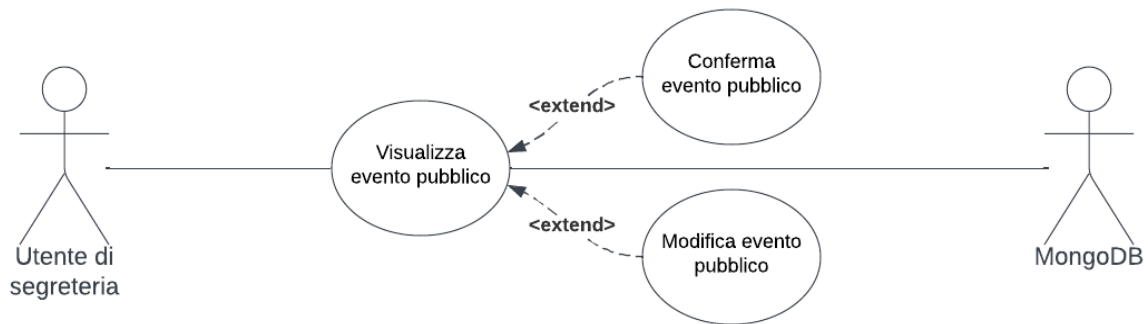 Conferma
evento pubblico
<extend>
Visualizza
evento pubblico
<extend>
Modifica evento
pubblico
Utente di
segreteria
MongoDB